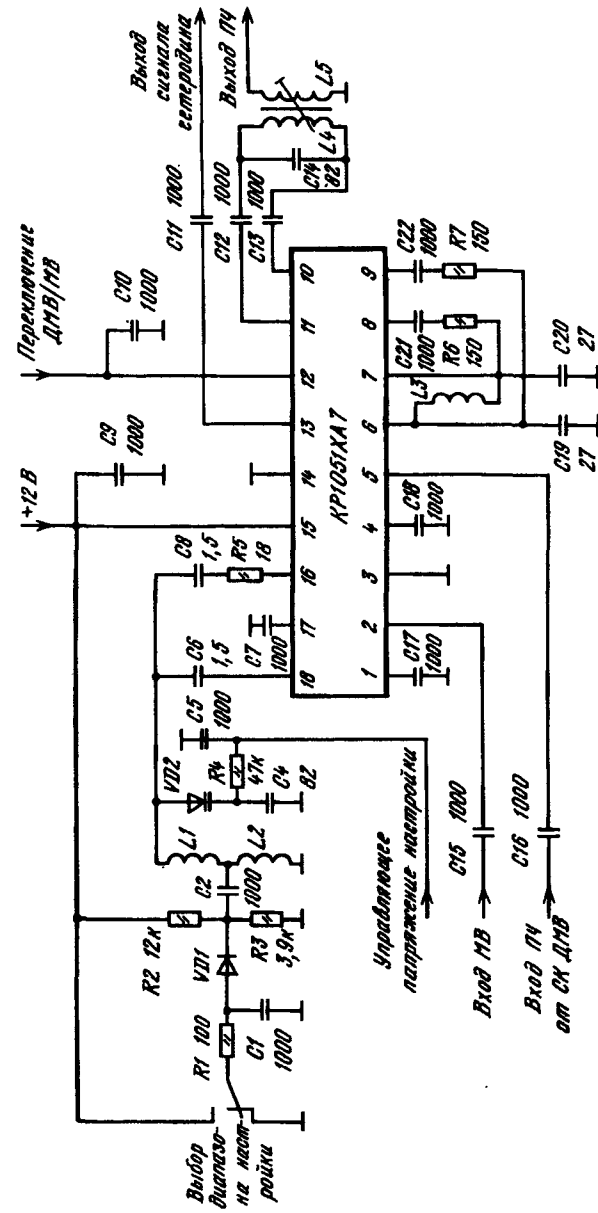 Выбор
диапазо-
на наст-
ройки
R1 100
C1
1000
VD1
R2 12к
R3
3,9к
C2
1000
L1
L2
VD2
R4
47к
C4
82
C5
1000
Управляющее
напряжение настройки
C6
1,5
C7
1000
C8
1,5
R5
18
+12 В
C9
1000
Переключение
ДМВ/МВ
C10
1000
C11 1000
C12 1000
C13 1000
Выход
сигнала
гетеродина
Выход ПЧ
C14
82
L4
L5
18
17
16
15
14
13
12
11
10
КР1051ХА7
1
2
3
4
5
6
7
8
9
C17
1000
C18
1000
L3
C21
1000
R6
150
C22
1000
R7
150
C19
27
C20
27
Вход МВ
C15 1000
Вход ПЧ
от СК ДМВ
C16 1000